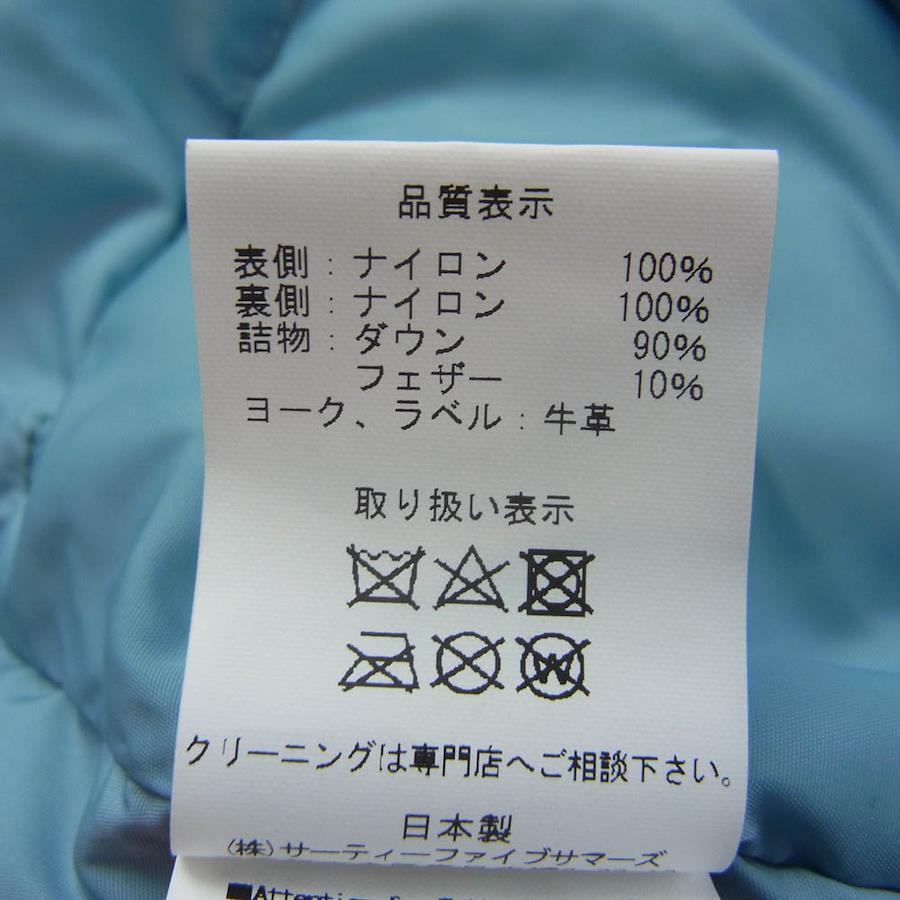 品質表示
表側:ナイロン 100%
裏側:ナイロン 100%
詰物:ダウン 90%
フェザー 10%
ヨーク、ラベル:牛革
取り扱い表示
W
クリーニングは専門店へご相談下さい。
日本製
(株)サーティーファイブサマーズ
■Attention